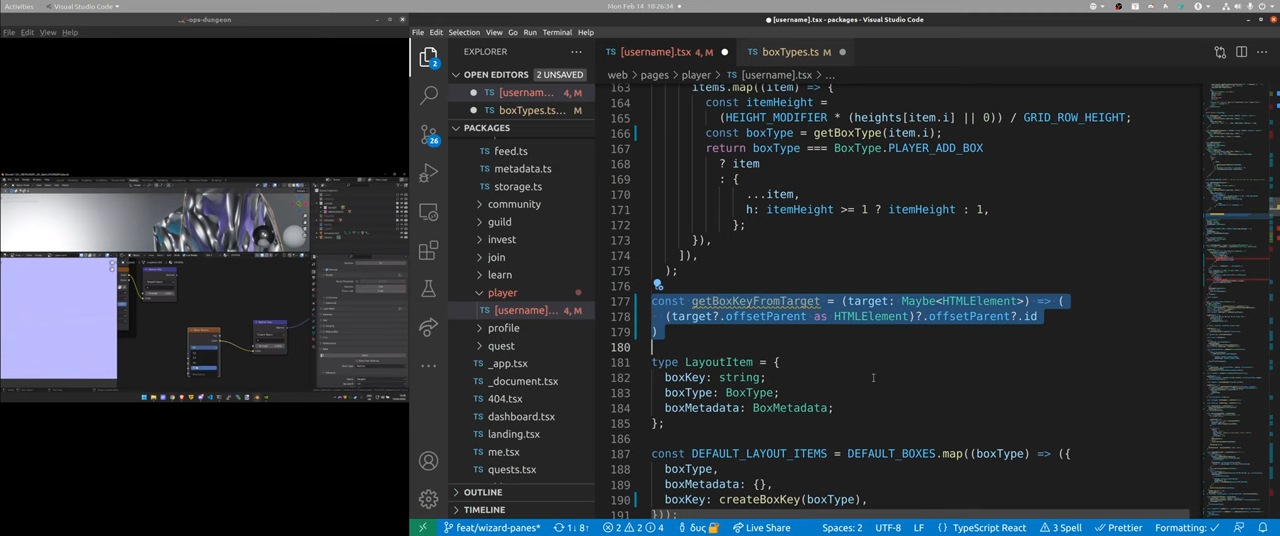 Activities
Visual Studio Code
Mon Feb 14 10:26:34
-ops-dungeon
File Edit View Help
● [username].tsx - packages - Visual Studio Code
File Edit Selection View Go Run Terminal Help
EXPLORER
OPEN EDITORS 2 UNSAVED
[usernam... 4, M
TS boxTypes.ts... M
PACKAGES
TS feed.ts
TS metadata.ts
TS storage.ts
community
guild
invest
join
learn
player
TS [username]... 4, M
profile
quest
TS _app.tsx
TS _document.tsx
TS 404.tsx
TS dashboard.tsx
TS landing.tsx
TS me.tsx
TS quests.tsx
OUTLINE
TIMELINE
2
26
TS [username].tsx 4, M
TS boxTypes.ts M
web > pages > player > TS [username].tsx > ...
163 items.map((item) => {
164 const itemHeight =
165 (HEIGHT_MODIFIER * (heights[item.i] || 0)) / GRID_ROW_HEIGHT;
166 const boxType = getBoxType(item.i);
167 return boxType === BoxType.PLAYER_ADD_BOX
168 ? item
169 : {
170 ...item,
171 h: itemHeight >= 1 ? itemHeight : 1,
172 };
173 }),
174 ]),
175 );
176
177 const getBoxKeyFromTarget = (target: Maybe<HTMLElement>) => (
178 (target?.offsetParent as HTMLElement)?.offsetParent?.id
179 )
180
181 type LayoutItem = {
182 boxKey: string;
183 boxType: BoxType;
184 boxMetadata: BoxMetadata;
185 };
186
187 const DEFAULT_LAYOUT_ITEMS = DEFAULT_BOXES.map((boxType) => ({
188 boxType,
189 boxMetadata: {},
190 boxKey: createBoxKey(boxType),
191 }));
feat/wizard-panes* 1↓ 8↑ 2 2 4 δυς Live Share Spaces: 2 UTF-8 LF TypeScript React 3 Spell Prettier Formatting: ✓